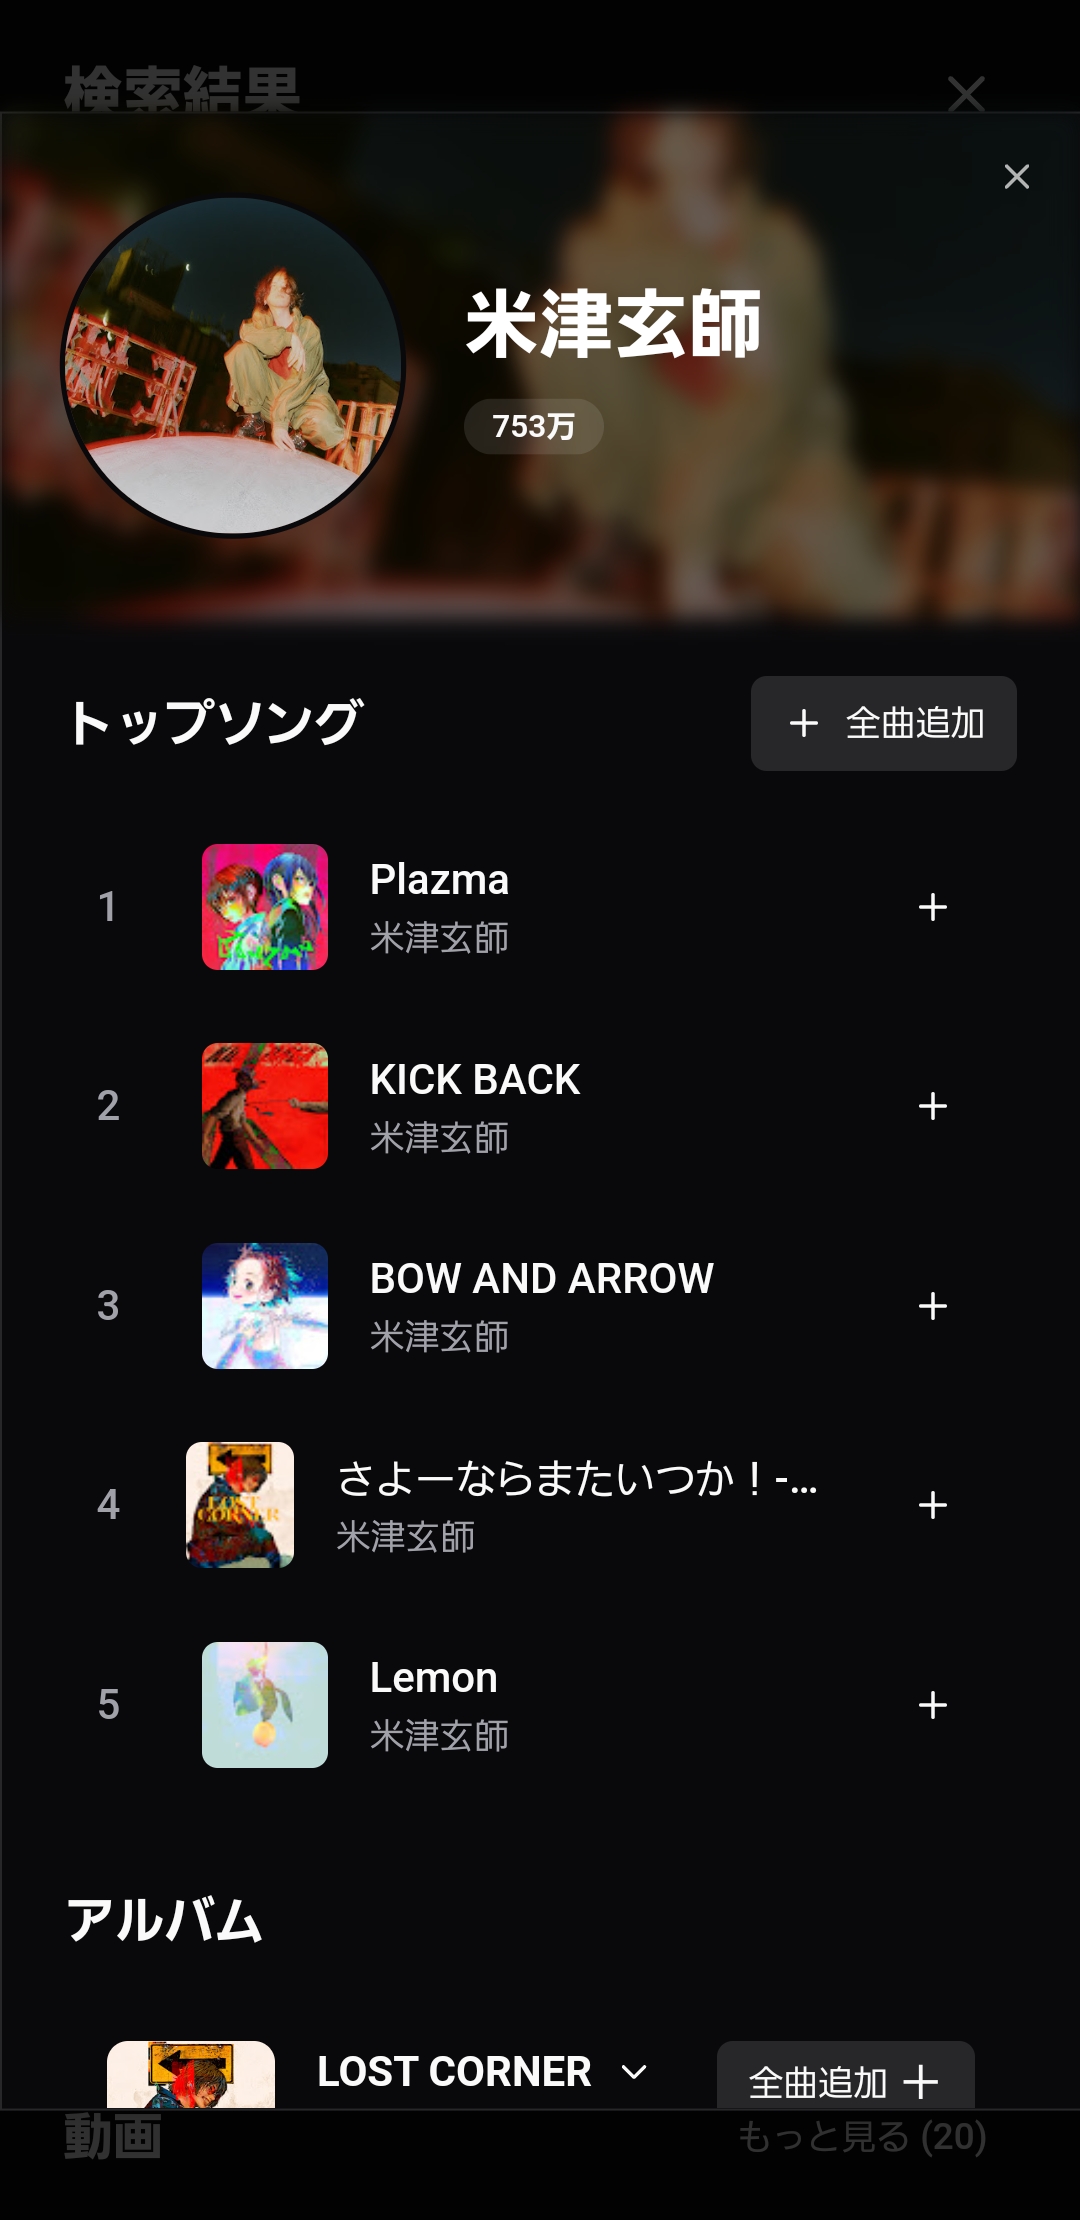 検索結果
米津玄師
753万
トップソング
全曲追加
1
Plazma
米津玄師
2
KICK BACK
米津玄師
3
BOW AND ARROW
米津玄師
4
LOST
CORNER
さよーならまたいつか！-...
米津玄師
5
Lemon
米津玄師
アルバム
LOST CORNER
全曲追加
動画
もっと見る (20)